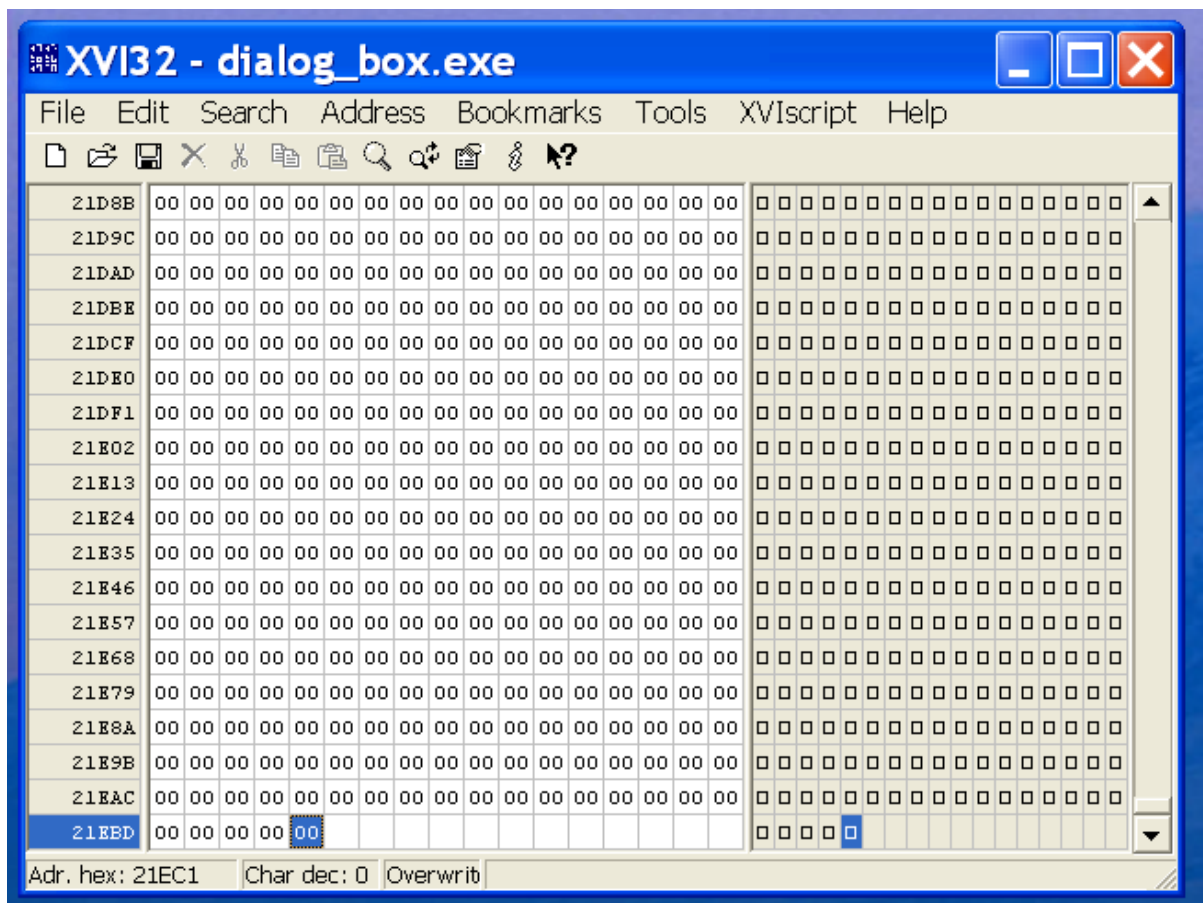 XVI32 - dialog_box.exe
File Edit Search Address Bookmarks Tools XVIscript Help
21D8B 00 00 00 00 00 00 00 00 00 00 00 00 00 00 00 00 00
21D9C 00 00 00 00 00 00 00 00 00 00 00 00 00 00 00 00 00
21DAD 00 00 00 00 00 00 00 00 00 00 00 00 00 00 00 00 00
21DBE 00 00 00 00 00 00 00 00 00 00 00 00 00 00 00 00 00
21DCF 00 00 00 00 00 00 00 00 00 00 00 00 00 00 00 00 00
21DE0 00 00 00 00 00 00 00 00 00 00 00 00 00 00 00 00 00
21DF1 00 00 00 00 00 00 00 00 00 00 00 00 00 00 00 00 00
21E02 00 00 00 00 00 00 00 00 00 00 00 00 00 00 00 00 00
21E13 00 00 00 00 00 00 00 00 00 00 00 00 00 00 00 00 00
21E24 00 00 00 00 00 00 00 00 00 00 00 00 00 00 00 00 00
21E35 00 00 00 00 00 00 00 00 00 00 00 00 00 00 00 00 00
21E46 00 00 00 00 00 00 00 00 00 00 00 00 00 00 00 00 00
21E57 00 00 00 00 00 00 00 00 00 00 00 00 00 00 00 00 00
21E68 00 00 00 00 00 00 00 00 00 00 00 00 00 00 00 00 00
21E79 00 00 00 00 00 00 00 00 00 00 00 00 00 00 00 00 00
21E8A 00 00 00 00 00 00 00 00 00 00 00 00 00 00 00 00 00
21E9B 00 00 00 00 00 00 00 00 00 00 00 00 00 00 00 00 00
21EAC 00 00 00 00 00 00 00 00 00 00 00 00 00 00 00 00 00
21EBD 00 00 00 00 00
Adr. hex: 21EC1 Char dec: 0 Overwrit